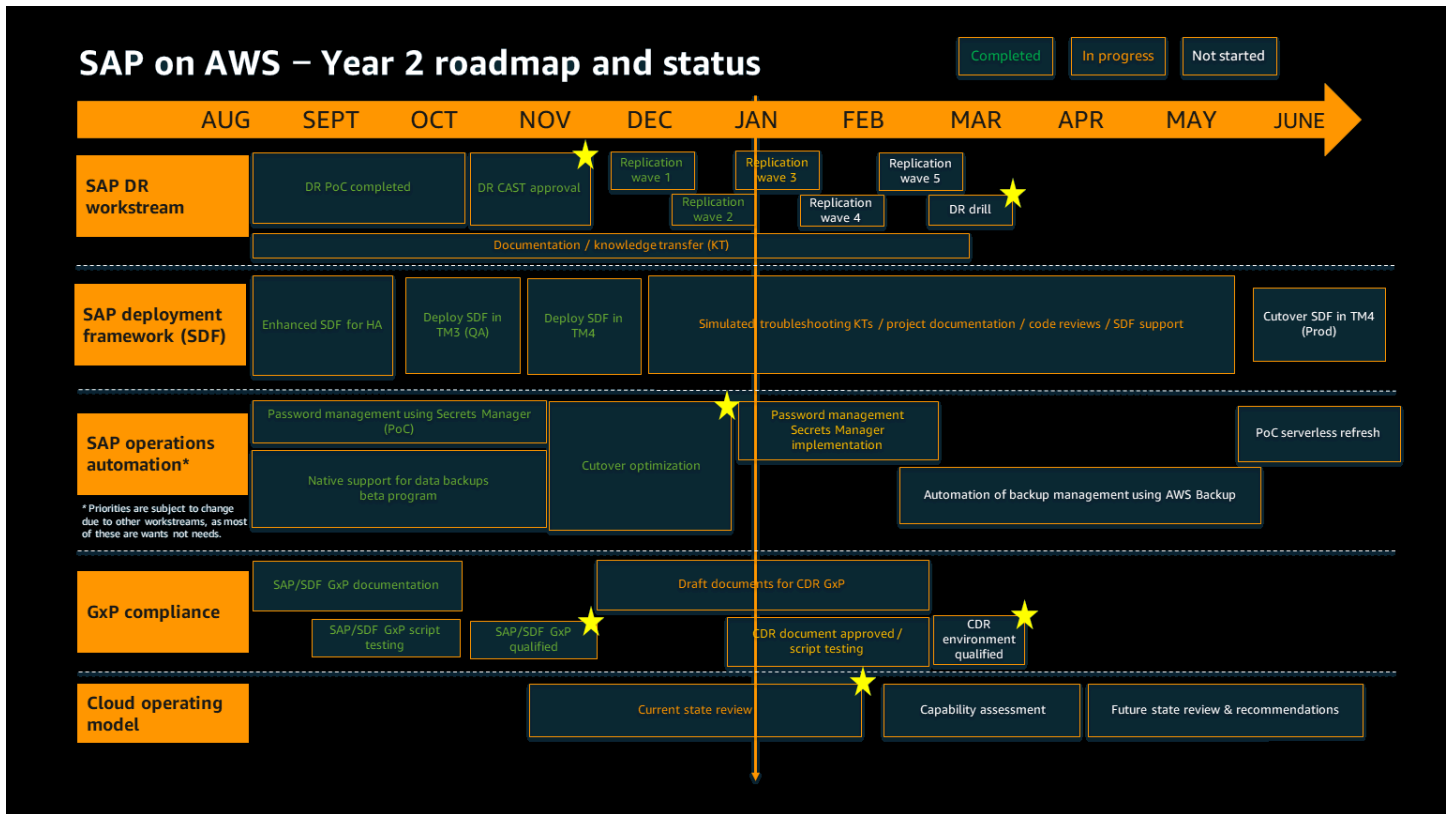 SAP on AWS – Year 2 roadmap and status
Completed
In progress
Not started
AUG
SEPT
OCT
NOV
DEC
JAN
FEB
MAR
APR
MAY
JUNE
SAP DR
workstream
DR PoC completed
DR CAST approval
Replication
wave 1
Replication
wave 2
Replication
wave 3
Replication
wave 4
Replication
wave 5
DR drill
Documentation / knowledge transfer (KT)
SAP deployment
framework (SDF)
Enhanced SDF for HA
Deploy SDF in
TM3 (QA)
Deploy SDF in
TM4
Simulated troubleshooting KTs / project documentation / code reviews / SDF support
Cutover SDF in TM4
(Prod)
SAP operations
automation*
* Priorities are subject to change
due to other workstreams, as most
of these are wants not needs.
Password management using Secrets Manager
(PoC)
Native support for data backups
beta program
Cutover optimization
Password management
Secrets Manager
implementation
Automation of backup management using AWS Backup
PoC serverless refresh
GxP compliance
SAP/SDF GxP documentation
SAP/SDF GxP script
testing
SAP/SDF GxP
qualified
Draft documents for CDR GxP
CDR document approved /
script testing
CDR
environment
qualified
Cloud operating
model
Current state review
Capability assessment
Future state review & recommendations